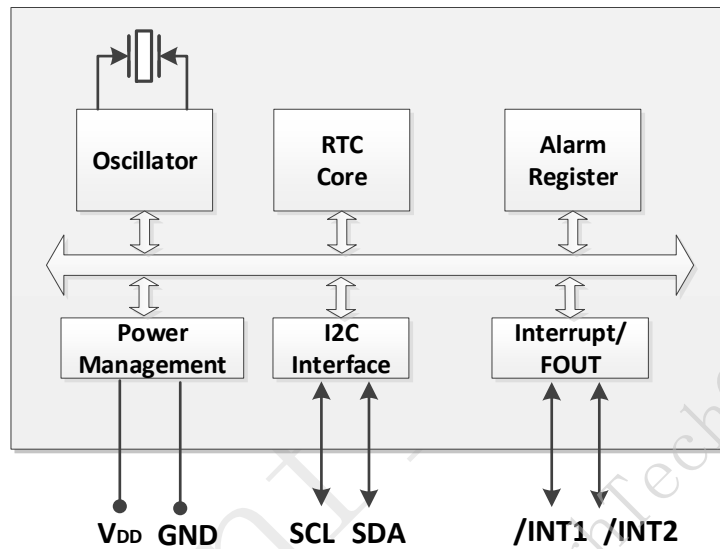 Oscillator
RTC
Core
Alarm
Register
Power
Management
I2C
Interface
Interrupt/
FOUT
VDD GND
SCL SDA
/INT1 /INT2